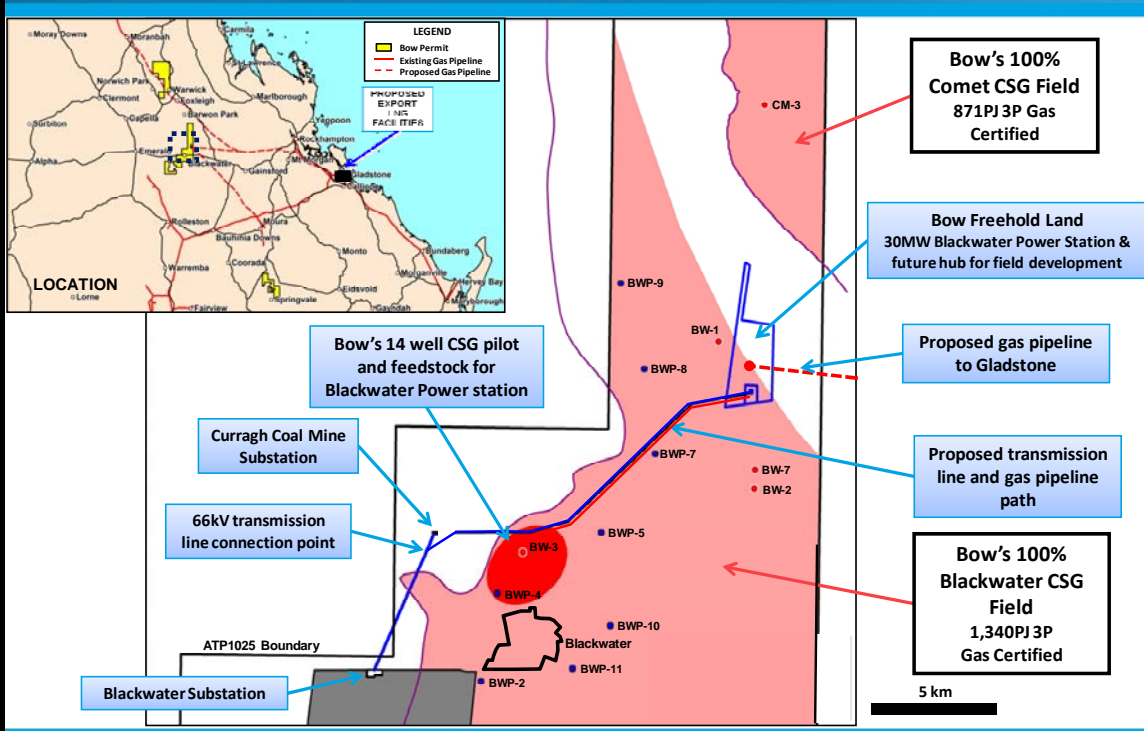 LEGEND
Bow Permit
Existing Gas Pipeline
Proposed Gas Pipeline
PROPOSED
EXPORT
LNG
FACILITIES
Moray Downs
Moranbah
Carmila
St Lawrence
Norwich Park
Warwick
Clermont
Foxleigh
Marlborough
Capella
Barwon Park
Surbiton
Yeppoon
Rockhampton
Alpha
Emerald
Mt Morgan
Blackwater
Gainsford
Gladstone
Calliope
Rolleston
Moura
Bauhinia Downs
Bundaberg
Warremba
Coorada
Monto
Morganville
Hervey Bay
LOCATION
Lorne
Springvale
Eidsvold
Maryborough
Fairview
Gayndah
Bow's 100%
Comet CSG Field
871PJ 3P Gas
Certified
CM-3
Bow Freehold Land
30MW Blackwater Power Station &
future hub for field development
BWP-9
BW-1
Proposed gas pipeline
to Gladstone
Bow's 14 well CSG pilot
and feedstock for
Blackwater Power station
BWP-8
Curragh Coal Mine
Substation
BWP-7
BW-7
BW-2
Proposed transmission
line and gas pipeline
path
66kV transmission
line connection point
BWP-5
BW-3
Bow's 100%
Blackwater CSG
Field
1,340PJ 3P
Gas Certified
BWP-4
BWP-10
Blackwater
ATP1025 Boundary
BWP-11
BWP-2
Blackwater Substation
5 km